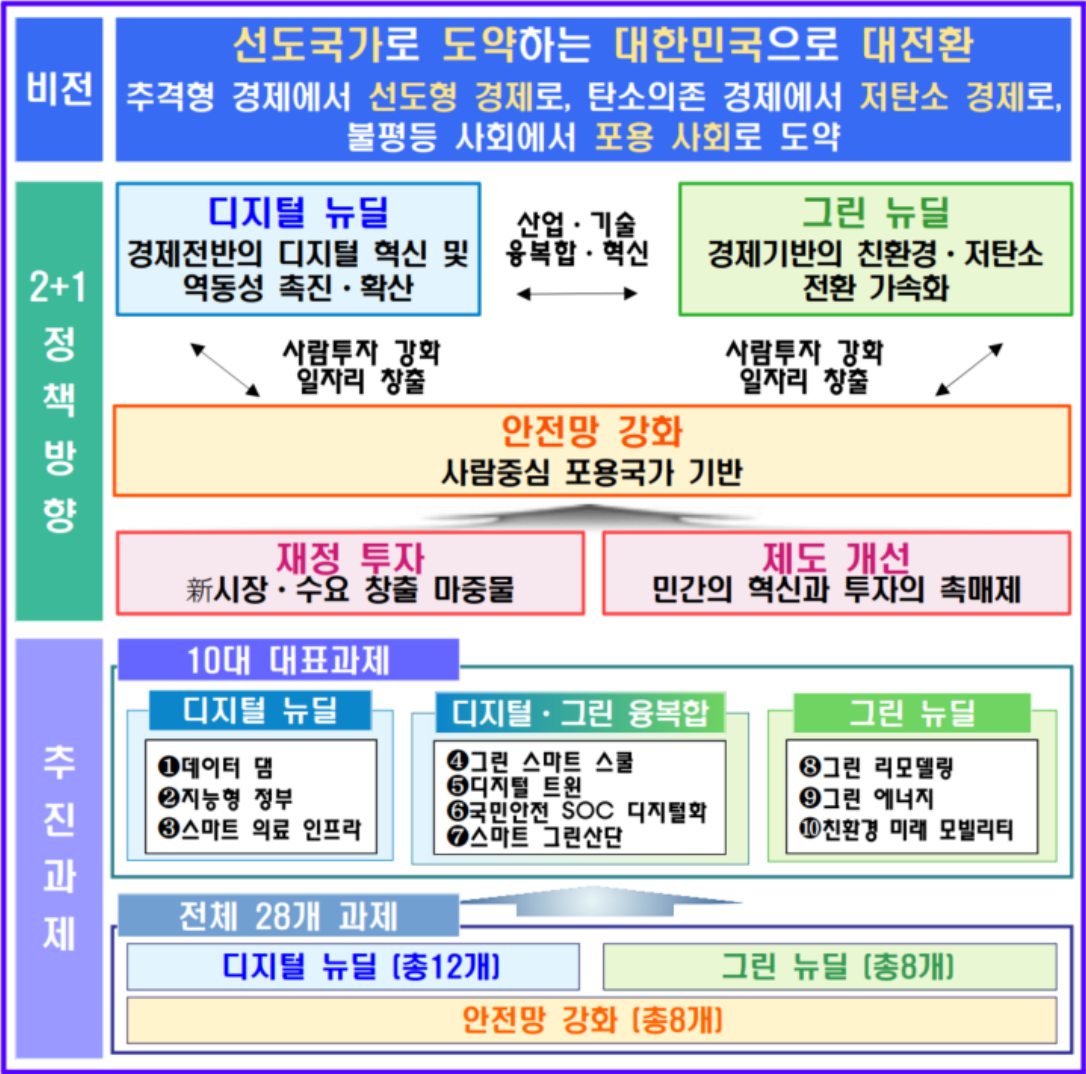 비전
선도국가로 도약하는 대한민국으로 대전환
추격형 경제에서 선도형 경제로, 탄소의존 경제에서 저탄소 경제로,
불평등 사회에서 포용 사회로 도약
2+1
정
책
방
향
디지털 뉴딜
경제전반의 디지털 혁신 및
역동성 촉진·확산
산업·기술
융복합·혁신
그린 뉴딜
경제기반의 친환경·저탄소
전환 가속화
사람투자 강화
일자리 창출
사람투자 강화
일자리 창출
안전망 강화
사람중심 포용국가 기반
재정 투자
新시장·수요 창출 마중물
제도 개선
민간의 혁신과 투자의 촉매제
추
진
과
제
10대 대표과제
디지털 뉴딜
❶데이터 댐
❷지능형 정부
❸스마트 의료 인프라
디지털·그린 융복합
❹그린 스마트 스쿨
❺디지털 트윈
❻국민안전 SOC 디지털화
❼스마트 그린산단
그린 뉴딜
❽그린 리모델링
❾그린 에너지
❿친환경 미래 모빌리티
전체 28개 과제
디지털 뉴딜 (총12개)
그린 뉴딜 (총8개)
안전망 강화 (총8개)